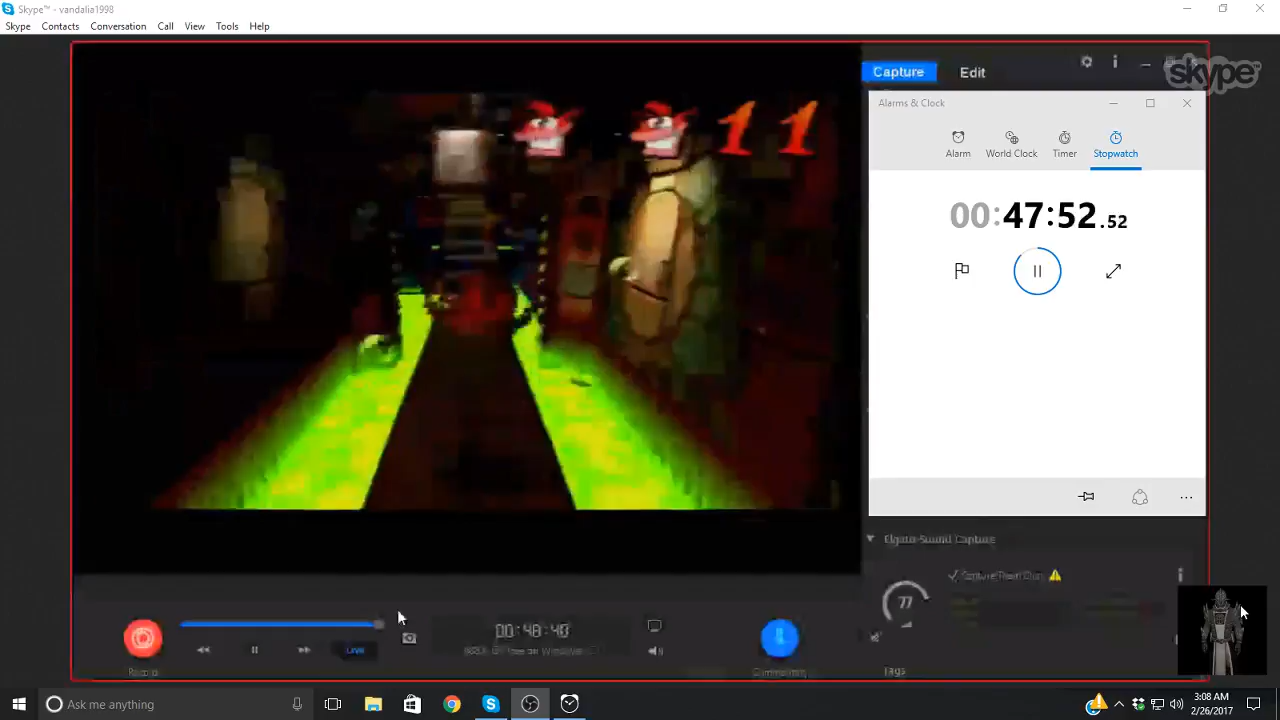 Skype™ - vandalia1998
Skype Contacts Conversation Call View Tools Help
Capture Edit
skype
Alarms & Clock
Alarm World Clock Timer Stopwatch
11
00:47:52.52
Elgato Sound Capture
77
00:48:40
LIVE
Record
Tags
Ask me anything
3:08 AM
2/26/2017